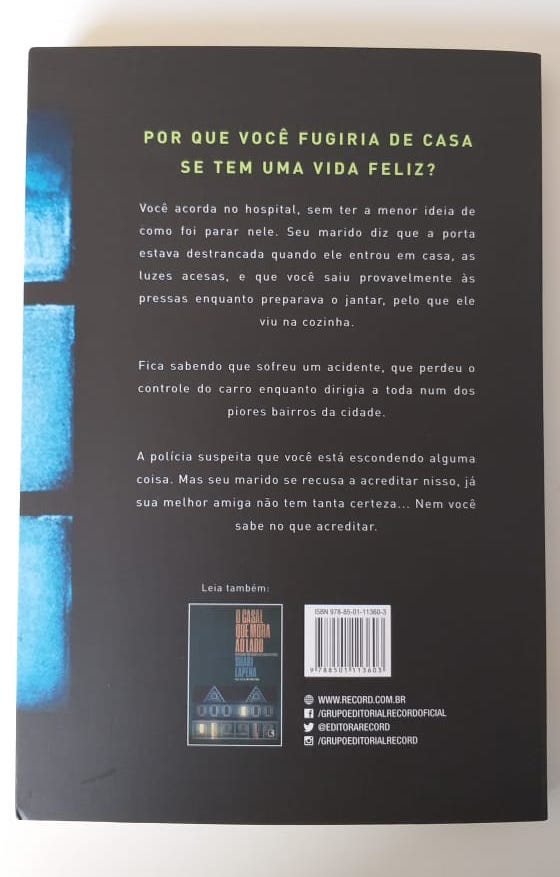 POR QUE VOCÊ FUGIRIA DE CASA
SE TEM UMA VIDA FELIZ?
Você acorda no hospital, sem ter a menor ideia de
como foi parar nele. Seu marido diz que a porta
estava destrancada quando ele entrou em casa, as
luzes acesas, e que você saiu provavelmente às
pressas enquanto preparava o jantar, pelo que ele
viu na cozinha.
Fica sabendo que sofreu um acidente, que perdeu o
controle do carro enquanto dirigia a toda num dos
piores bairros da cidade.
A polícia suspeita que você está escondendo alguma
coisa. Mas seu marido se recusa a acreditar nisso, já
sua melhor amiga não tem tanta certeza... Nem você
sabe no que acreditar.
Leia também:
O CASAL
QUE MORA
AO LADO
SHARI
LAPENA
ISBN 978-85-01-11360-3
9 788501 113603
WWW.RECORD.COM.BR
/GRUPOEDITORIALRECORDOFICIAL
@EDITORARECORD
/GRUPOEDITORIALRECORD